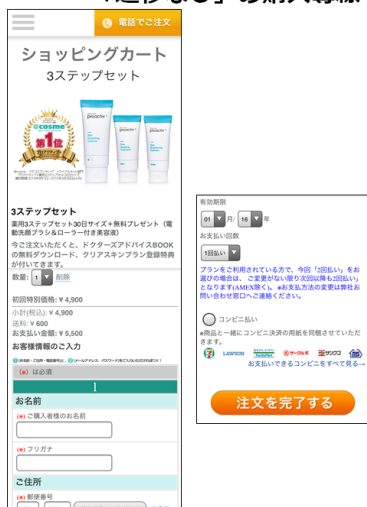 電話でご注文
ショッピングカート
3ステップセット
@cosme
第1位
proactiv+
proactiv+
proactiv+
3ステップセット
薬用3ステップセット30日サイズ+無料プレゼント（電
動洗顔ブラシ&ローラー付き美容液）
今ご注文いただくと、ドクターズアドバイスBOOK
の無料ダウンロード、クリアスキンプラン登録特典
が付いてきます。
数量: 1 削除
初回特別価格: ¥ 4,900
小計(税込): ¥ 4,900
送料: ¥ 600
お支払い金額: ¥ 5,500
お客様情報のご入力
(※) は必須
1
お名前
(※) ご購入者様のお名前
(※) フリガナ
ご住所
(※) 郵便番号
有効期限
01 月/ 16 年
お支払い回数
1回払い
プランをご利用されている方で、今回「2回払い」をお
選びの場合は、ご変更がない限り次回以降も2回払い」
となります(AMEX除く)。※お支払方法の変更は弊社お
問い合わせ窓口へご連絡ください。
コンビニ払い
※商品と一緒にコンビニ決済の用紙を同梱させていただ
きます。
LAWSON
サークルK
サンクス
お支払いできるコンビニをすべて見る→
注文を完了する